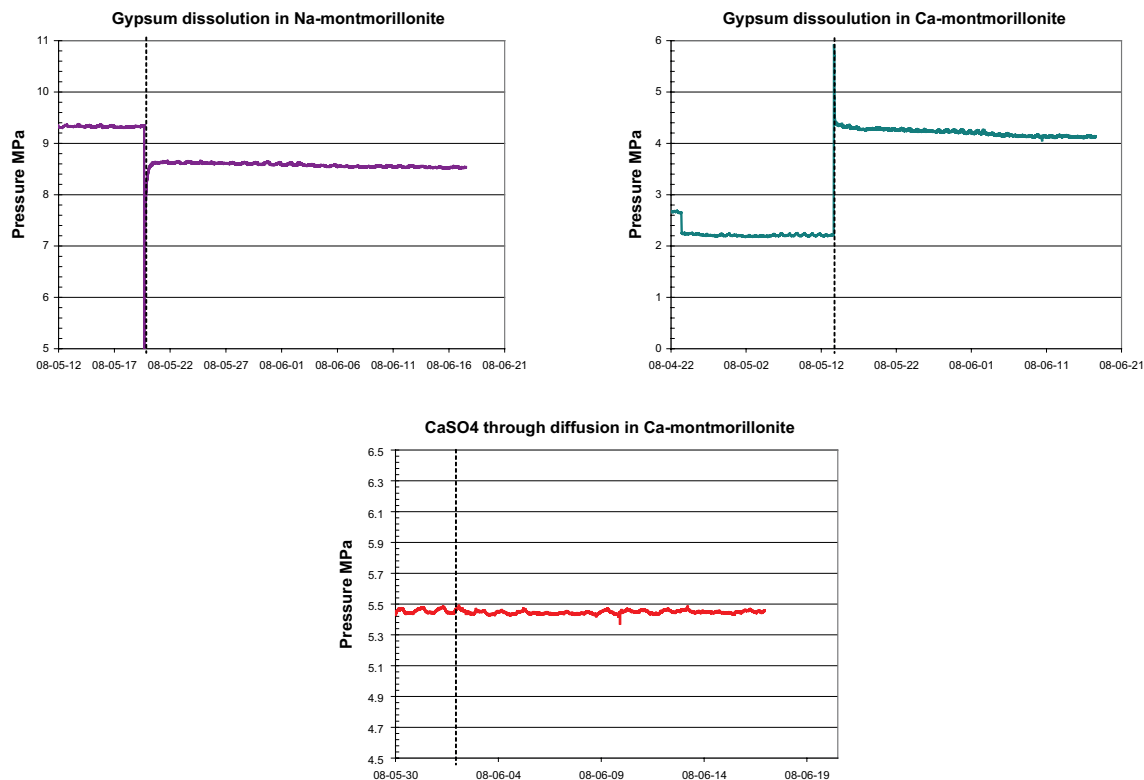 Gypsum dissolution in Na-montmorillonite
11
10
9
8
7
6
5
Pressure MPa
08-05-12 08-05-17 08-05-22 08-05-27 08-06-01 08-06-06 08-06-11 08-06-16 08-06-21
Gypsum dissoulution in Ca-montmorillonite
6
5
4
3
2
1
0
Pressure MPa
08-04-22 08-05-02 08-05-12 08-05-22 08-06-01 08-06-11 08-06-21
CaSO4 through diffusion in Ca-montmorillonite
6.5
6.3
6.1
5.9
5.7
5.5
5.3
5.1
4.9
4.7
4.5
Pressure MPa
08-05-30 08-06-04 08-06-09 08-06-14 08-06-19